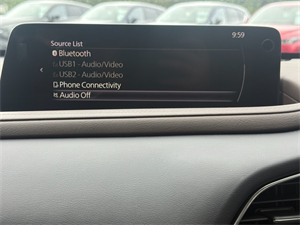 9:59
Source List
Bluetooth
USB1 - Audio/Video
USB2 - Audio/Video
Phone Connectivity
Audio Off